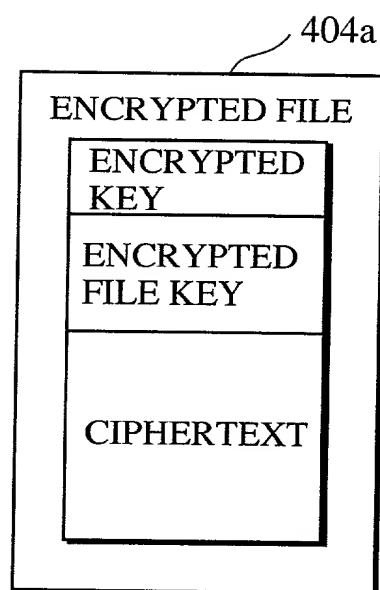 404a
ENCRYPTED FILE
ENCRYPTED
KEY
ENCRYPTED
FILE KEY
CIPHERTEXT